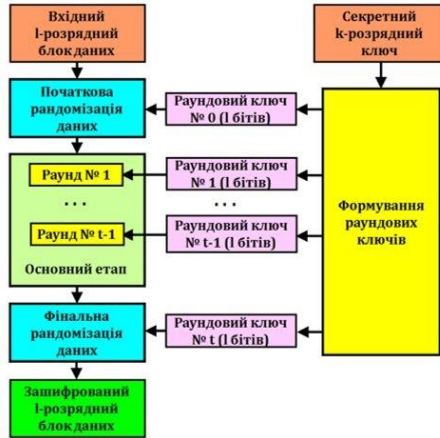 Вхідний
l-розрядний
блок даних
Секретний
k-розрядний
ключ
Початкова
рандомізація
даних
Раундовий ключ
№ 0 (l бітів)
Раунд № 1
Раундовий ключ
№ 1 (l бітів)
...
...
Раунд № t-1
Раундовий ключ
№ t-1 (l бітів)
Основний етап
Формування
раундових
ключів
Фінальна
рандомізація
даних
Раундовий ключ
№ t (l бітів)
Зашифрований
l-розрядний
блок даних